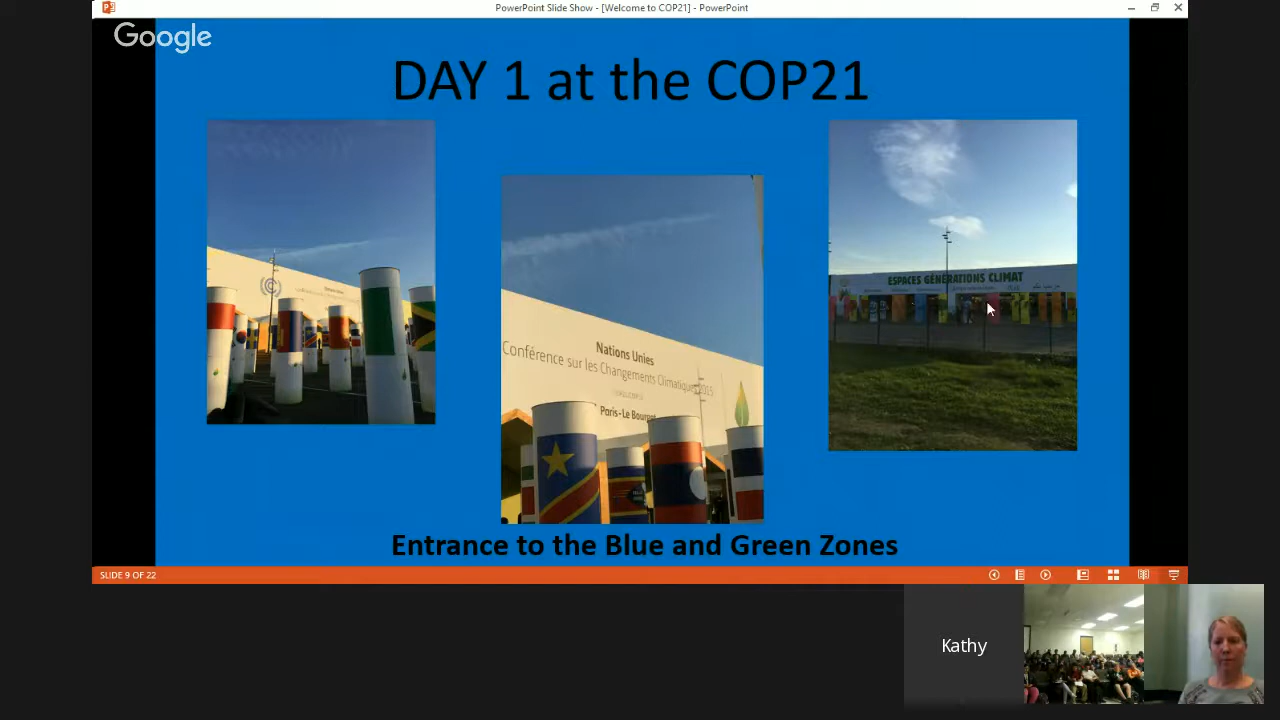 PowerPoint Slide Show - [Welcome to COP21] - PowerPoint
Google
DAY 1 at the COP21
Nations Unies
Conférence sur les Changements Climatiques 2015
Paris-Le Bourget
ESPACES GÉNÉRATIONS CLIMAT
Entrance to the Blue and Green Zones
SLIDE 9 OF 22
Kathy